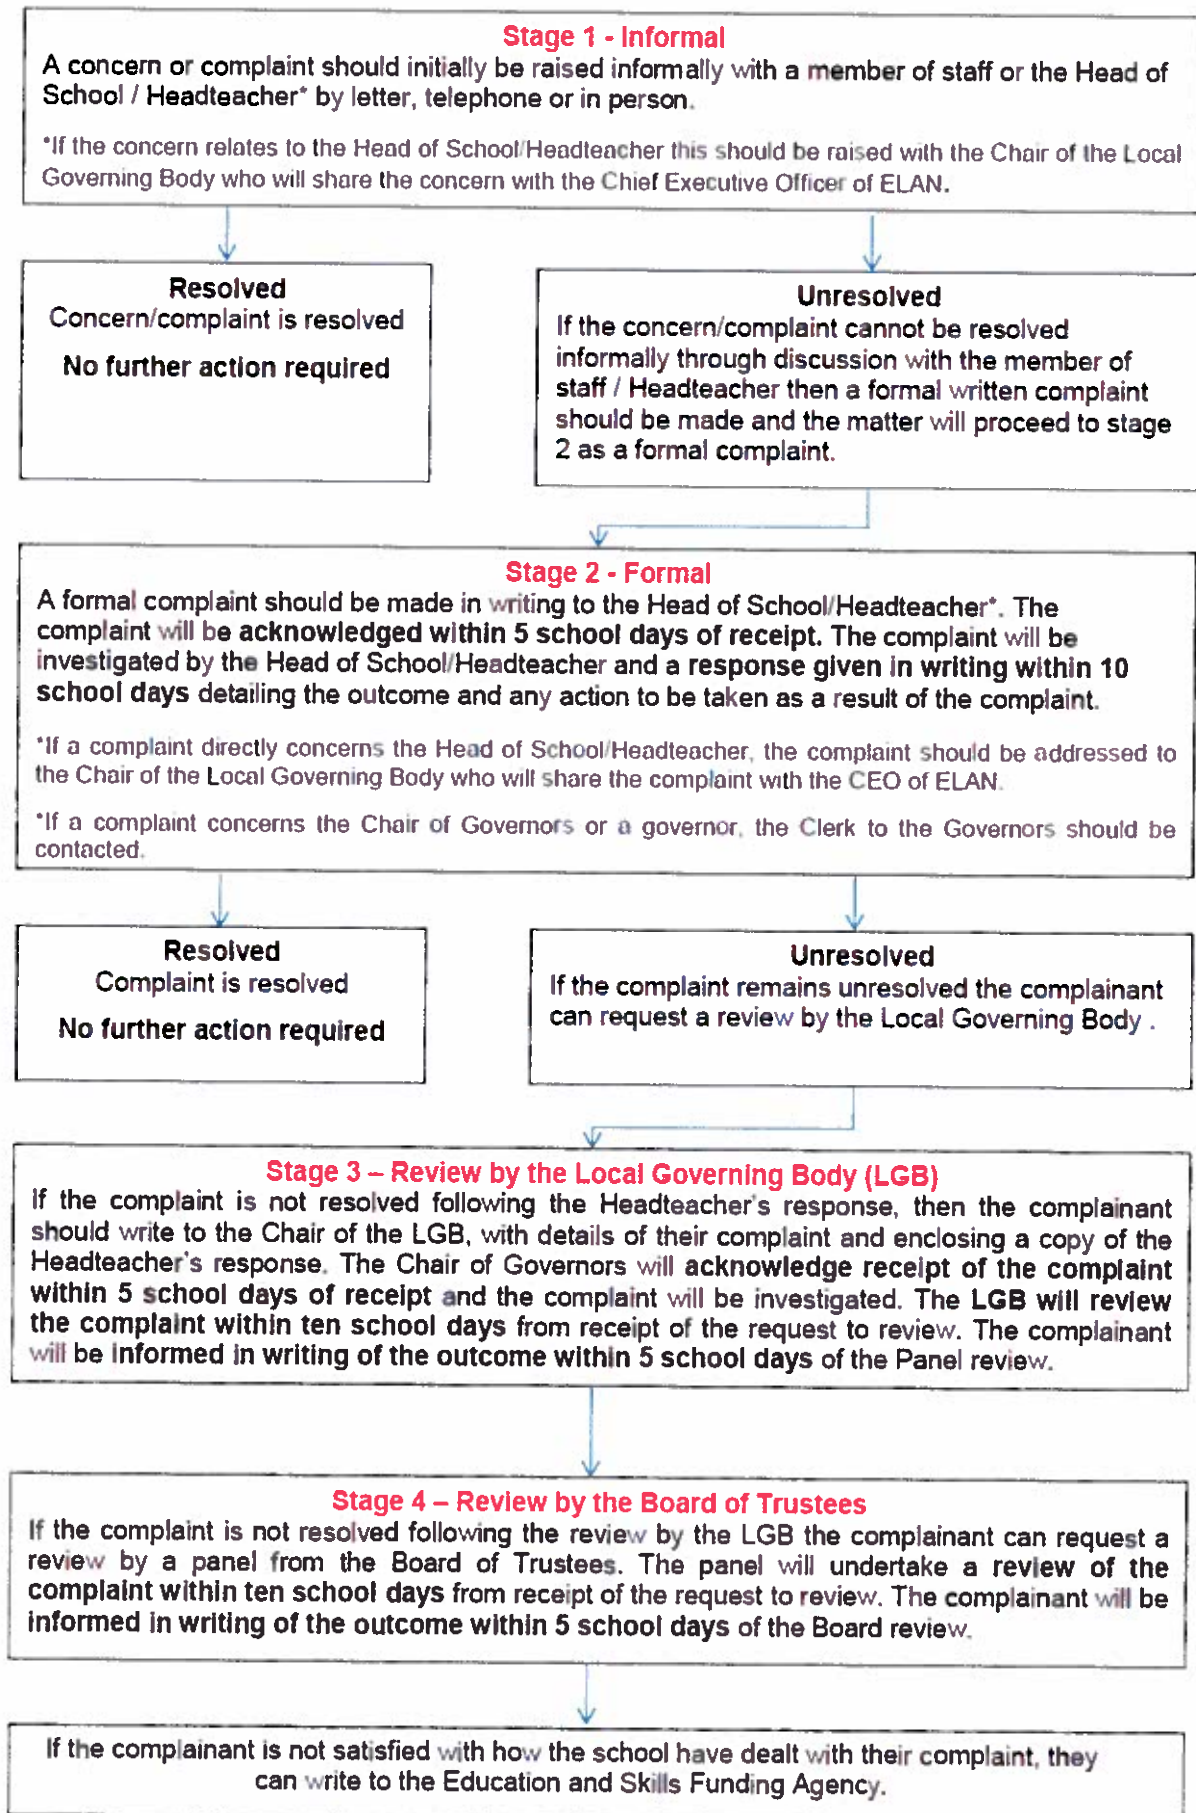 Stage 1 - Informal
A concern or complaint should initially be raised informally with a member of staff or the Head of
School / Headteacher* by letter, telephone or in person.
*If the concern relates to the Head of School/Headteacher this should be raised with the Chair of the Local
Governing Body who will share the concern with the Chief Executive Officer of ELAN.
Resolved
Concern/complaint is resolved
No further action required
Unresolved
If the concern/complaint cannot be resolved
informally through discussion with the member of
staff / Headteacher then a formal written complaint
should be made and the matter will proceed to stage
2 as a formal complaint.
Stage 2 - Formal
A formal complaint should be made in writing to the Head of School/Headteacher*. The
complaint will be acknowledged within 5 school days of receipt. The complaint will be
investigated by the Head of School/Headteacher and a response given in writing within 10
school days detailing the outcome and any action to be taken as a result of the complaint.
*If a complaint directly concerns the Head of School/Headteacher, the complaint should be addressed to
the Chair of the Local Governing Body who will share the complaint with the CEO of ELAN.
*If a complaint concerns the Chair of Governors or a governor, the Clerk to the Governors should be
contacted.
Resolved
Complaint is resolved
No further action required
Unresolved
If the complaint remains unresolved the complainant
can request a review by the Local Governing Body .
Stage 3 – Review by the Local Governing Body (LGB)
If the complaint is not resolved following the Headteacher's response, then the complainant
should write to the Chair of the LGB, with details of their complaint and enclosing a copy of the
Headteacher's response. The Chair of Governors will acknowledge receipt of the complaint
within 5 school days of receipt and the complaint will be investigated. The LGB will review
the complaint within ten school days from receipt of the request to review. The complainant
will be informed in writing of the outcome within 5 school days of the Panel review.
Stage 4 – Review by the Board of Trustees
If the complaint is not resolved following the review by the LGB the complainant can request a
review by a panel from the Board of Trustees. The panel will undertake a review of the
complaint within ten school days from receipt of the request to review. The complainant will be
informed in writing of the outcome within 5 school days of the Board review.
If the complainant is not satisfied with how the school have dealt with their complaint, they
can write to the Education and Skills Funding Agency.